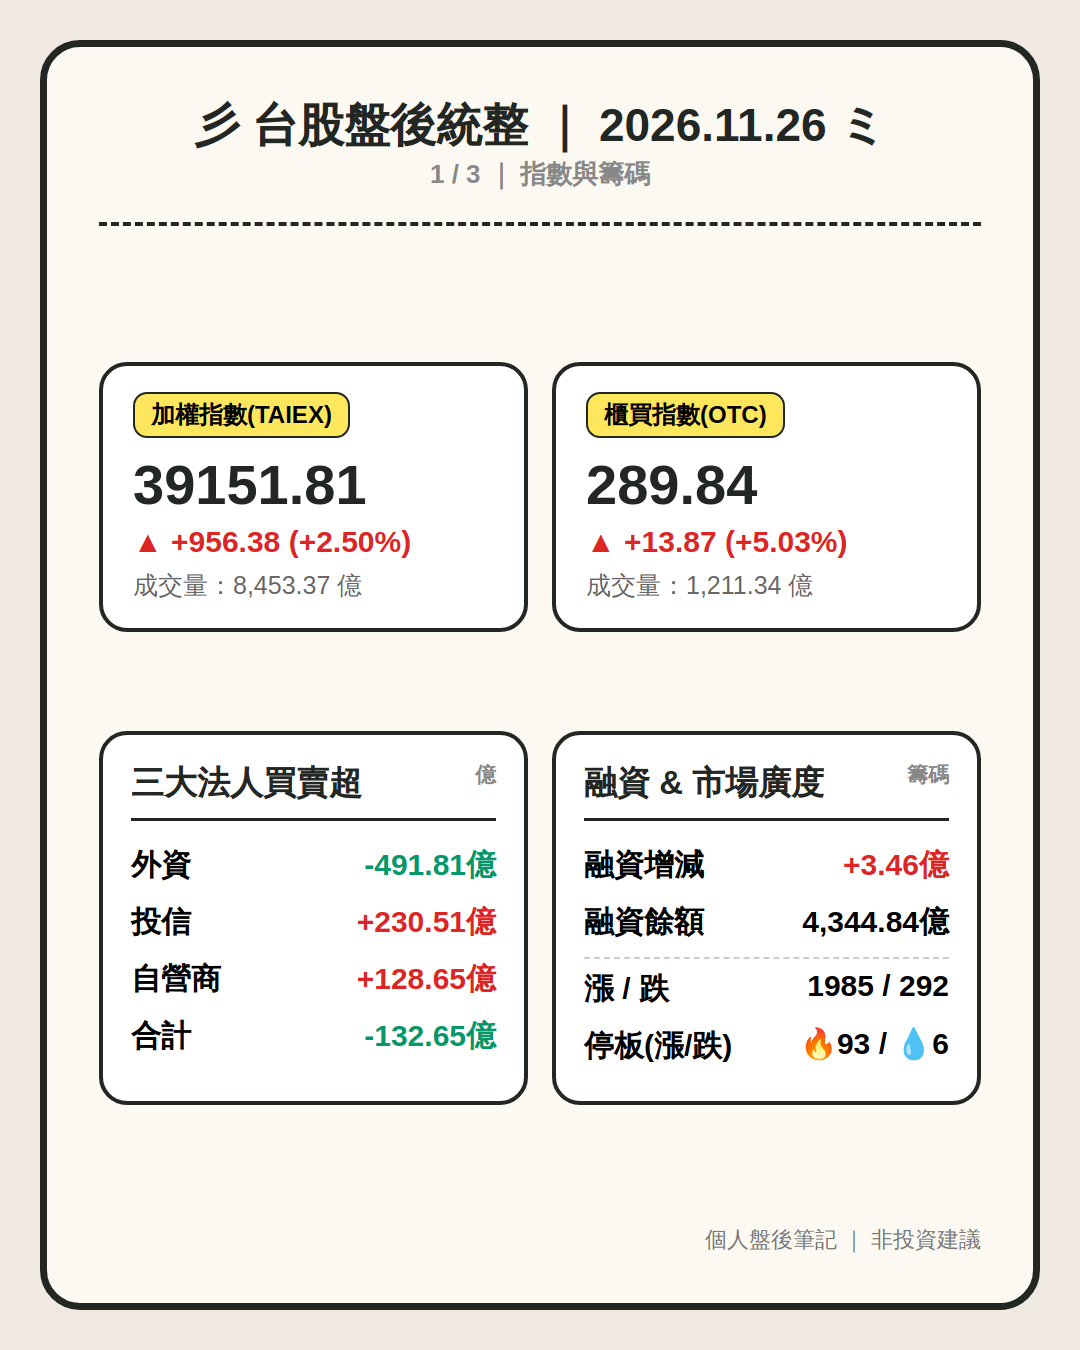 彡 台股盤後統整 ｜ 2026.11.26 ミ
1 / 3 ｜ 指數與籌碼
加權指數(TAIEX)
39151.81
▲ +956.38 (+2.50%)
成交量：8,453.37 億
櫃買指數(OTC)
289.84
▲ +13.87 (+5.03%)
成交量：1,211.34 億
三大法人買賣超 億
外資 -491.81億
投信 +230.51億
自營商 +128.65億
合計 -132.65億
融資 & 市場廣度 籌碼
融資增減 +3.46億
融資餘額 4,344.84億
漲 / 跌 1985 / 292
停板(漲/跌) 🔥93 / 💧6
個人盤後筆記 ｜ 非投資建議